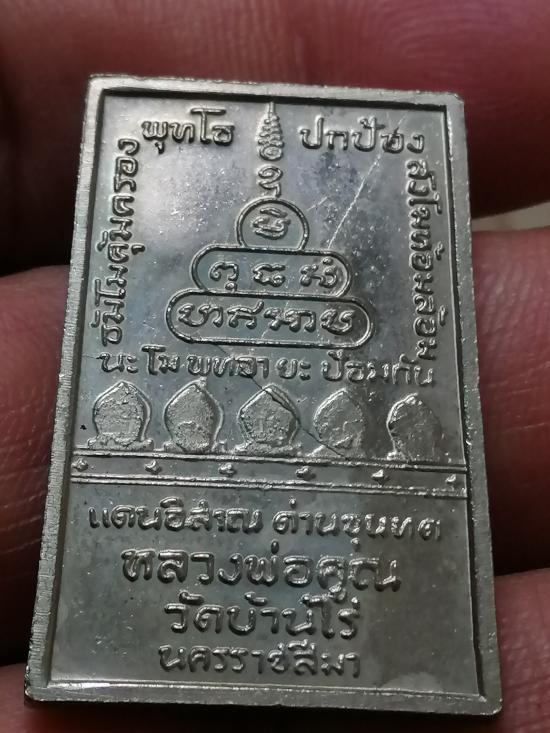 พุทโธ ปกป้อง
ธัมโมคุ้มครอง
สังโฆห้อมล้อม
นะ โม พุทธา ยะ ป้องกัน
แดนอีสาณ ด่านขุนทด
หลวงพ่อคูณ
วัดบ้านไร่
นครราชสีมา